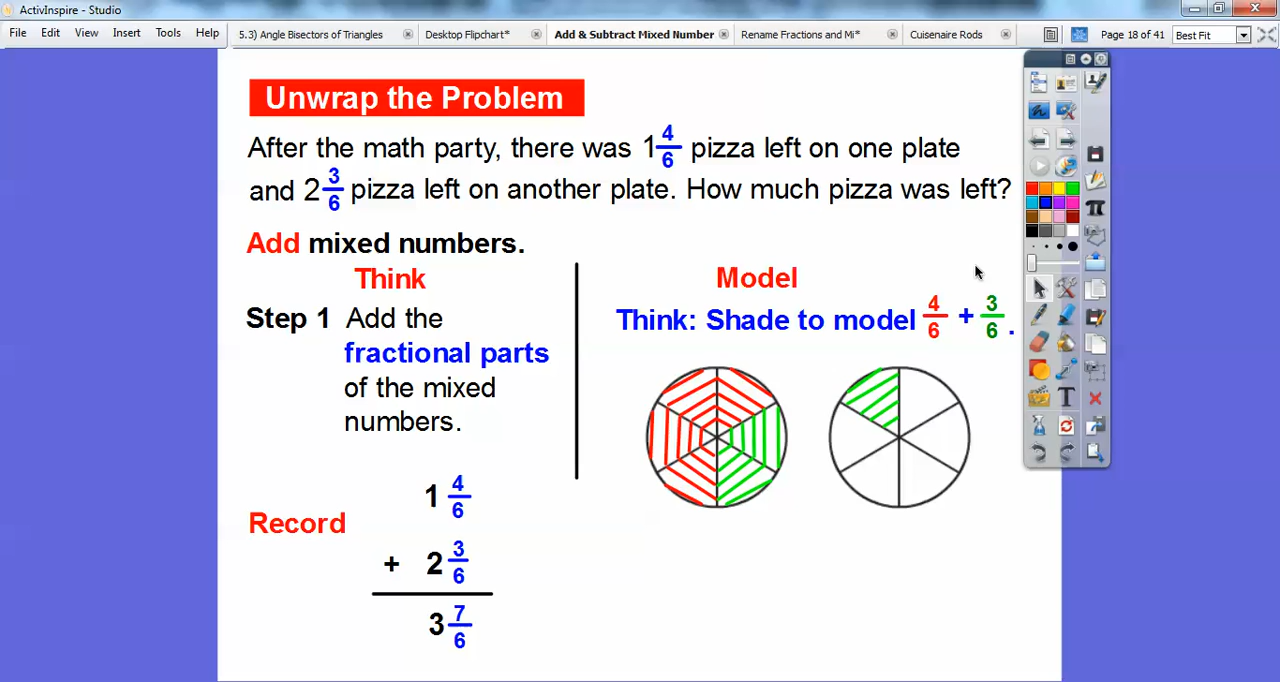 ActivInspire - Studio
File Edit View Insert Tools Help
5.3) Angle Bisectors of Triangles
Desktop Flipchart*
Add & Subtract Mixed Number
Rename Fractions and Mi*
Cuisenaire Rods
Page 18 of 41
Best Fit
Unwrap the Problem
After the math party, there was 1 4/6 pizza left on one plate
and 2 3/6 pizza left on another plate. How much pizza was left?
Add mixed numbers.
Think
Step 1 Add the
fractional parts
of the mixed
numbers.
Record
1 4/6
+ 2 3/6
3 7/6
Model
Think: Shade to model 4/6 + 3/6 .
π
T